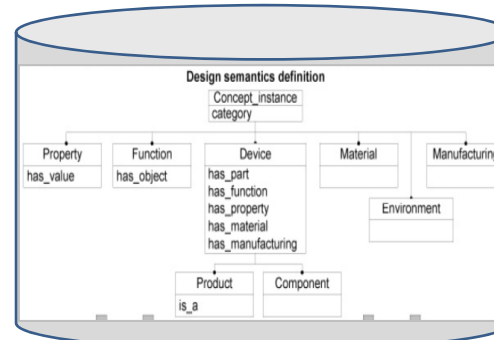 Design semantics definition
Concept_instance
category
Property
has_value
Function
has_object
Device
has_part
has_function
has_property
has_material
has_manufacturing
Material
Manufacturing
Environment
Product
is_a
Component